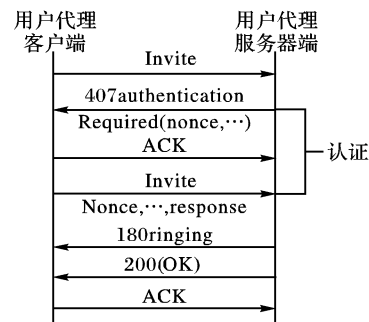 用户代理 用户代理
客户端 服务器端
Invite
407authentication
Required(nonce,…)
ACK
认证
Invite
Nonce,…,response
180ringing
200(OK)
ACK